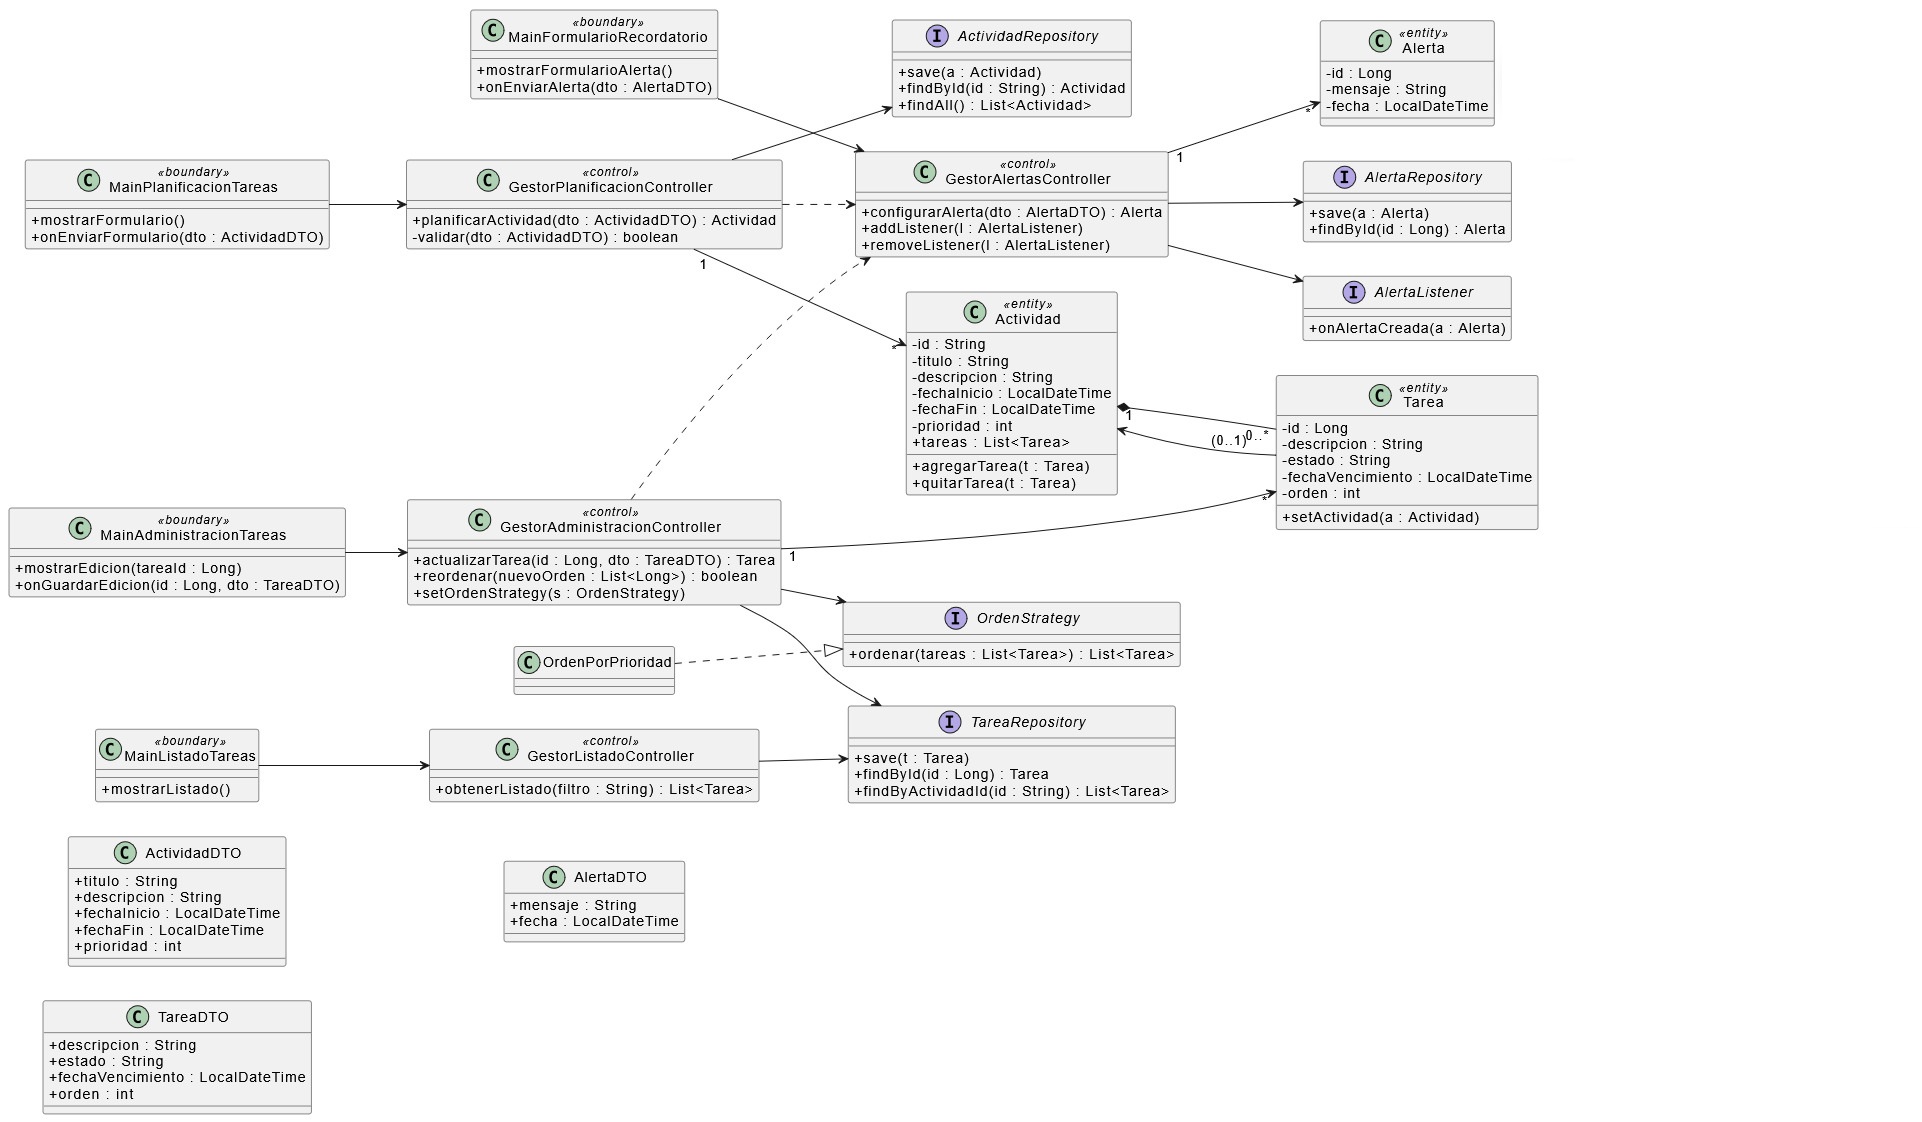 «boundary»
MainFormularioRecordatorio
+mostrarFormularioAlerta()
+onEnviarAlerta(dto : AlertaDTO)
ActividadRepository
+save(a : Actividad)
+findById(id : String) : Actividad
+findAll() : List<Actividad>
«entity»
Alerta
-id : Long
-mensaje : String
-fecha : LocalDateTime
«boundary»
MainPlanificacionTareas
+mostrarFormulario()
+onEnviarFormulario(dto : ActividadDTO)
«control»
GestorPlanificacionController
+planificarActividad(dto : ActividadDTO) : Actividad
-validar(dto : ActividadDTO) : boolean
«control»
GestorAlertasController
+configurarAlerta(dto : AlertaDTO) : Alerta
+addListener(l : AlertaListener)
+removeListener(l : AlertaListener)
1
*
AlertaRepository
+save(a : Alerta)
+findById(id : Long) : Alerta
AlertaListener
+onAlertaCreada(a : Alerta)
1
*
«entity»
Actividad
-id : String
-titulo : String
-descripcion : String
-fechaInicio : LocalDateTime
-fechaFin : LocalDateTime
-prioridad : int
+tareas : List<Tarea>
+agregarTarea(t : Tarea)
+quitarTarea(t : Tarea)
1
0..*
(0..1)
«entity»
Tarea
-id : Long
-descripcion : String
-estado : String
-fechaVencimiento : LocalDateTime
-orden : int
+setActividad(a : Actividad)
«boundary»
MainAdministracionTareas
+mostrarEdicion(tareaId : Long)
+onGuardarEdicion(id : Long, dto : TareaDTO)
«control»
GestorAdministracionController
+actualizarTarea(id : Long, dto : TareaDTO) : Tarea
+reordenar(nuevoOrden : List<Long>) : boolean
+setOrdenStrategy(s : OrdenStrategy)
1
*
OrdenStrategy
+ordenar(tareas : List<Tarea>) : List<Tarea>
OrdenPorPrioridad
TareaRepository
+save(t : Tarea)
+findById(id : Long) : Tarea
+findByActividadId(id : String) : List<Tarea>
«boundary»
MainListadoTareas
+mostrarListado()
«control»
GestorListadoController
+obtenerListado(filtro : String) : List<Tarea>
ActividadDTO
+titulo : String
+descripcion : String
+fechaInicio : LocalDateTime
+fechaFin : LocalDateTime
+prioridad : int
AlertaDTO
+mensaje : String
+fecha : LocalDateTime
TareaDTO
+descripcion : String
+estado : String
+fechaVencimiento : LocalDateTime
+orden : int